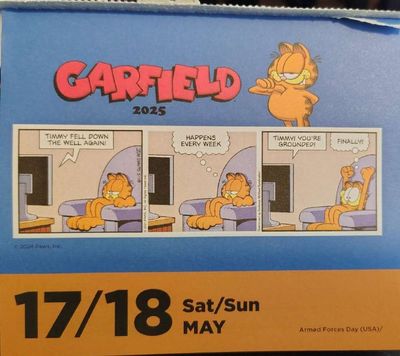 GARFIELD
2025
TIMMY FELL DOWN
THE WELL AGAIN!
HAPPENS
EVERY WEEK
TIMMY! YOU'RE
GROUNDED!
FINALLY!
© 2024 Paws, Inc.
17/18
Sat/Sun
MAY
Armed Forces Day (USA)/